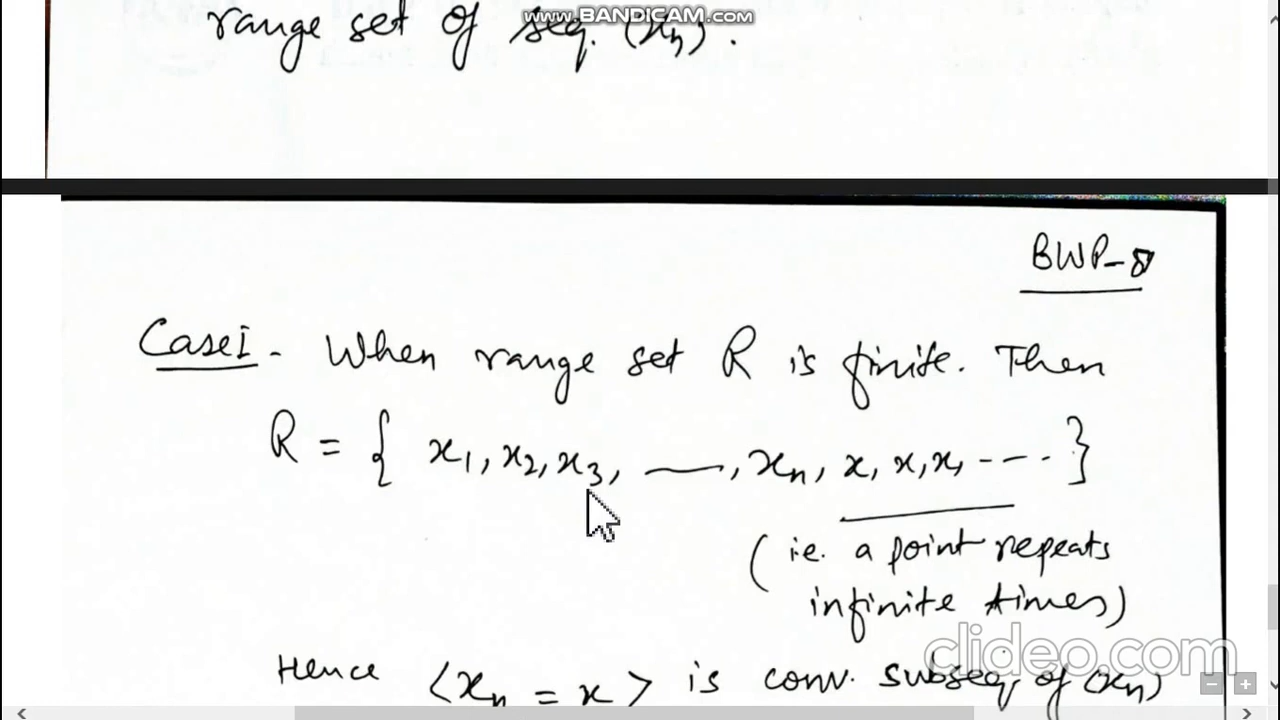 www.BANDICAM.com
range set of seq. (xn).
BWP-8
Case I - When range set R is finite. Then
R = { x1, x2, x3, —, xn, x, x, x, ---- }
(ie. a point repeats
infinite times)
clideo.com
Hence <xn = x> is conv. subseq. of (xn)